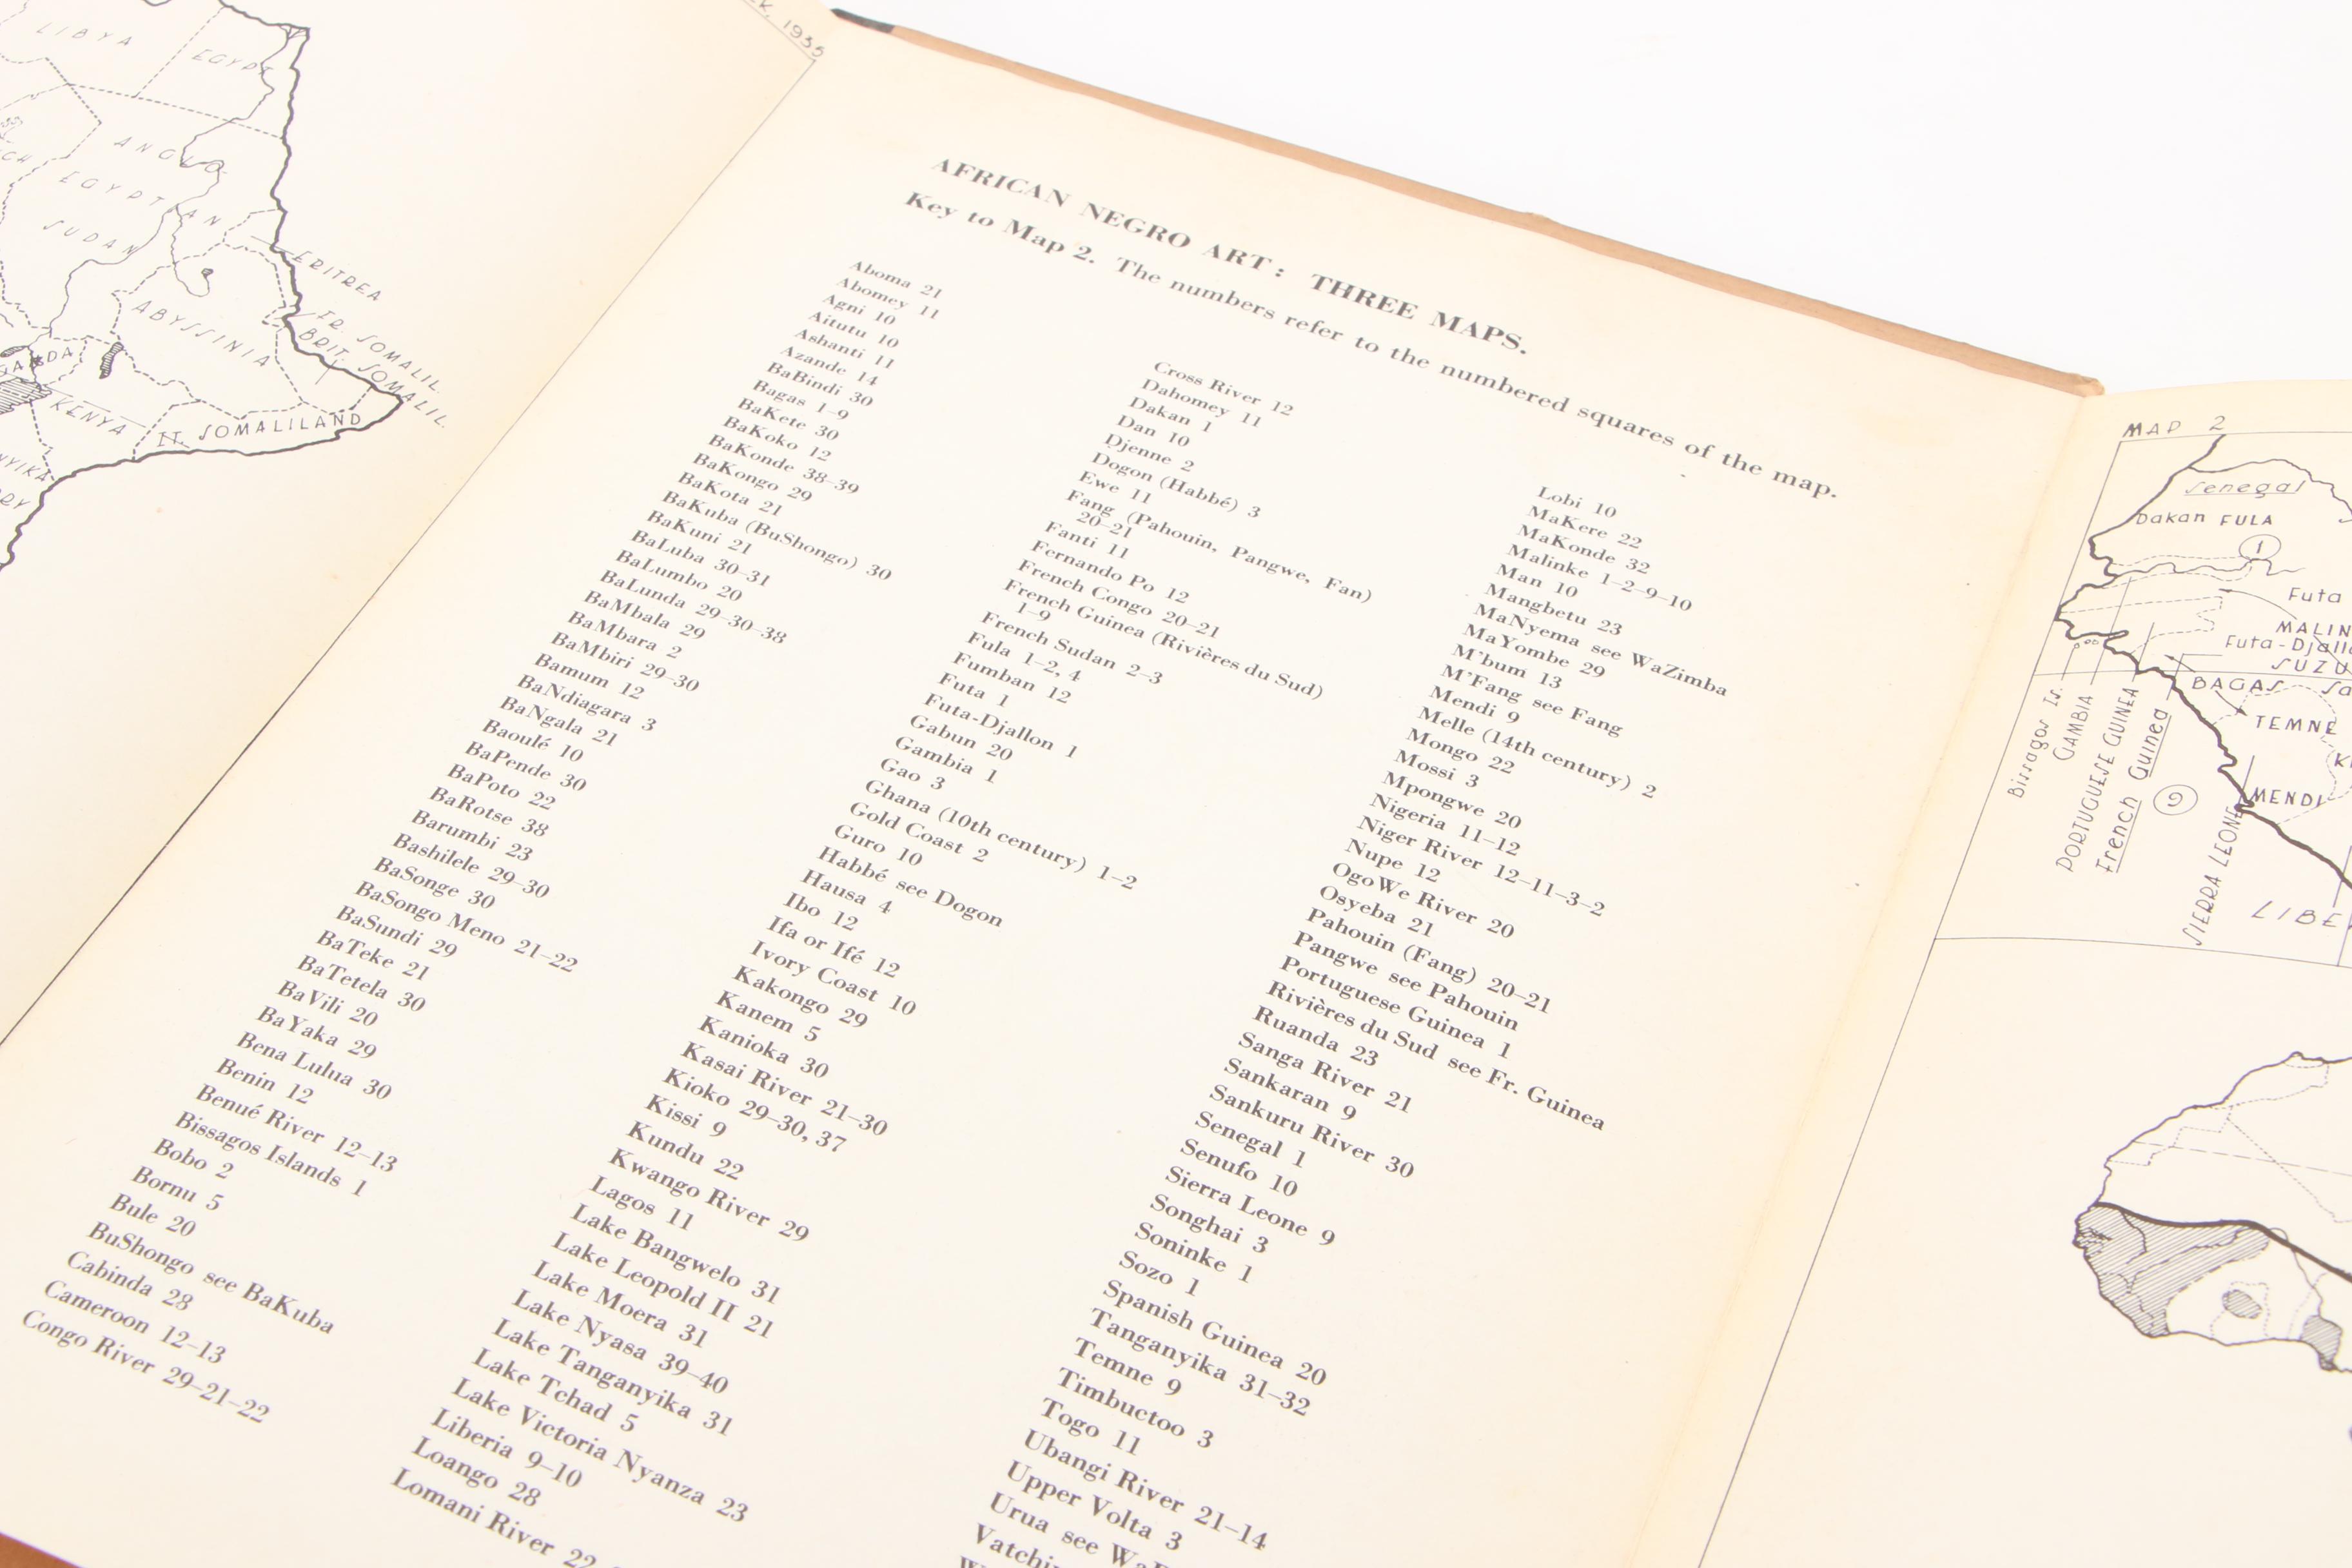 LIBYA
EGYPT
ANGLO
EGYPTIAN
SUDAN
ERITREA
FR. SOMALIL.
BRIT. SOMALIL.
ABYSSINIA
KENYA
IT. SOMALILAND
1935
AFRICAN NEGRO ART: THREE MAPS.
Key to Map 2. The numbers refer to the numbered squares of the map.
Aboma 21
Abomey 11
Agni 10
Aitutu 10
Ashanti 11
Azande 14
BaBindi 30
Bagas 1–9
BaKete 30
BaKoko 12
BaKonde 38–39
BaKongo 29
BaKota 21
BaKuba (BuShongo) 30
BaKuni 21
BaLuba 30–31
BaLumbo 20
BaLunda 29–30–38
BaMbala 29
BaMbara 2
BaMbiri 29–30
Bamum 12
BaNdiagara 3
BaNgala 21
Baoulé 10
BaPende 30
BaPoto 22
BaRotse 38
Barumbi 23
Bashilele 29–30
BaSonge 30
BaSongo Meno 21–22
BaSundi 29
BaTeke 21
BaTetela 30
BaVili 20
BaYaka 29
Bena Lulua 30
Benin 12
Benué River 12–13
Bissagos Islands 1
Bobo 2
Bornu 5
Bule 20
BuShongo see BaKuba
Cabinda 28
Cameroon 12–13
Congo River 29–21–22
Cross River 12
Dahomey 11
Dakan 1
Dan 10
Djenne 2
Dogon (Habbé) 3
Ewe 11
Fang (Pahouin, Pangwe, Fan)
20–21
Fanti 11
Fernando Po 12
French Congo 20–21
French Guinea (Rivières du Sud)
1–9
French Sudan 2–3
Fula 1–2, 4
Fumban 12
Futa 1
Futa-Djallon 1
Gabun 20
Gambia 1
Gao 3
Ghana (10th century) 1–2
Gold Coast 2
Guro 10
Habbé see Dogon
Hausa 4
Ibo 12
Ifa or Ifé 12
Ivory Coast 10
Kakongo 29
Kanem 5
Kanioka 30
Kasai River 21–30
Kioko 29–30, 37
Kissi 9
Kundu 22
Kwango River 29
Lagos 11
Lake Bangwelo 31
Lake Leopold II 21
Lake Moera 31
Lake Nyasa 39–40
Lake Tanganyika 31
Lake Tchad 5
Lake Victoria Nyanza 23
Liberia 9–10
Loango 28
Lomani River 22
Lobi 10
MaKere 22
MaKonde 32
Malinke 1–2–9–10
Man 10
Mangbetu 23
MaNyema see WaZimba
MaYombe 29
M'bum 13
M'Fang see Fang
Mendi 9
Melle (14th century) 2
Mongo 22
Mossi 3
Mpongwe 20
Nigeria 11–12
Niger River 12–11–3–2
Nupe 12
OgoWe River 20
Osyeba 21
Pahouin (Fang) 20–21
Pangwe see Pahouin
Portuguese Guinea 1
Rivières du Sud see Fr. Guinea
Ruanda 23
Sanga River 21
Sankaran 9
Sankuru River 30
Senegal 1
Senufo 10
Sierra Leone 9
Songhai 3
Soninke 1
Sozo 1
Spanish Guinea 20
Tanganyika 31–32
Temne 9
Timbuctoo 3
Togo 11
Ubangi River 21–14
Upper Volta 3
Urua see
MAP 2
Senegal
Dakan FULA
1
Futa
MALIN
Futa-Djall
SUZU
BAGAS
TEMNE
MENDI
Bissagos Is.
GAMBIA
PORTUGUESE GUINEA
French Guinea
9
SIERRA LEONE
LIBE